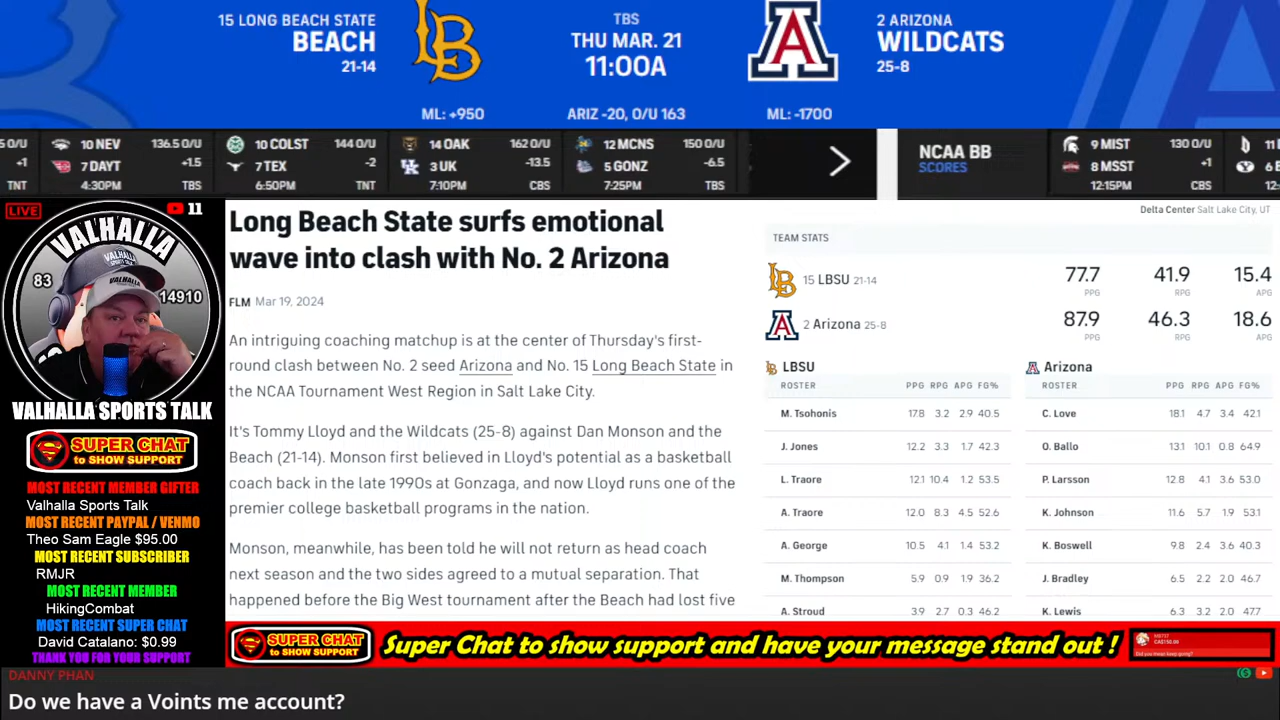 15 LONG BEACH STATE
BEACH
21-14
LB
TBS
THU MAR. 21
11:00A
A
2 ARIZONA
WILDCATS
25-8
ML: +950
ARIZ -20, O/U 163
ML: -1700
5 O/U
+1
TNT
10 NEV 136.5 O/U
7 DAYT +1.5
4:30PM TBS
10 COLST 144 O/U
7 TEX -2
6:50PM TNT
14 OAK 162 O/U
3 UK -13.5
7:10PM CBS
12 MCNS 150 O/U
5 GONZ -6.5
7:25PM TBS
NCAA BB
SCORES
9 MIST 130 O/U
8 MSST +1
12:15PM CBS
LIVE
11
VALHALLA
83
14910
VALHALLA SPORTS TALK
SUPER CHAT
to SHOW SUPPORT
MOST RECENT MEMBER GIFTER
Valhalla Sports Talk
MOST RECENT PAYPAL / VENMO
Theo Sam Eagle $95.00
MOST RECENT SUBSCRIBER
RMJR
MOST RECENT MEMBER
HikingCombat
MOST RECENT SUPER CHAT
David Catalano: $0.99
THANK YOU FOR YOUR SUPPORT
Long Beach State surfs emotional
wave into clash with No. 2 Arizona
FLM Mar 19, 2024
An intriguing coaching matchup is at the center of Thursday's first-
round clash between No. 2 seed Arizona and No. 15 Long Beach State in
the NCAA Tournament West Region in Salt Lake City.
It's Tommy Lloyd and the Wildcats (25-8) against Dan Monson and the
Beach (21-14). Monson first believed in Lloyd's potential as a basketball
coach back in the late 1990s at Gonzaga, and now Lloyd runs one of the
premier college basketball programs in the nation.
Monson, meanwhile, has been told he will not return as head coach
next season and the two sides agreed to a mutual separation. That
happened before the Big West tournament after the Beach had lost five
Delta Center Salt Lake City, UT
TEAM STATS
15 LBSU 21-14 77.7 41.9 15.4
PPG RPG APG
2 Arizona 25-8 87.9 46.3 18.6
PPG RPG APG
LBSU
ROSTER PPG RPG APG FG%
M. Tsohonis 17.8 3.2 2.9 40.5
J. Jones 12.2 3.3 1.7 42.3
L. Traore 12.1 10.4 1.2 53.5
A. Traore 12.0 8.3 4.5 52.6
A. George 10.5 4.1 1.4 53.2
M. Thompson 5.9 0.9 1.9 36.2
A. Stroud 3.9 2.7 0.3 46.2
Arizona
ROSTER PPG RPG APG FG%
C. Love 18.1 4.7 3.4 42.1
O. Ballo 13.1 10.1 0.8 64.9
P. Larsson 12.8 4.1 3.6 53.0
K. Johnson 11.6 5.7 1.9 53.1
K. Boswell 9.8 2.4 3.6 40.3
J. Bradley 6.5 2.2 2.0 46.7
K. Lewis 6.3 3.2 2.0 47.7
SUPER CHAT
to SHOW SUPPORT
Super Chat to show support and have your message stand out !
DANNY PHAN
Do we have a Voints me account?